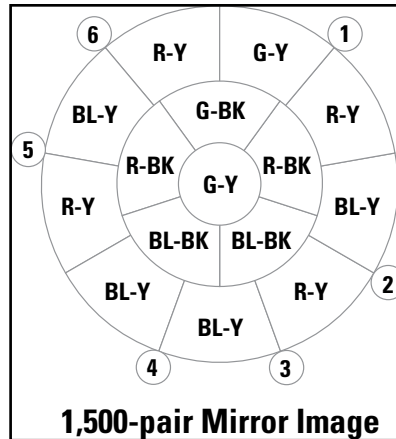 6 R-Y G-Y 1
BL-Y G-BK R-Y
5 R-BK R-BK
G-Y
R-Y BL-Y
BL-BK BL-BK
BL-Y R-Y 2
BL-Y
4 3
1,500-pair Mirror Image